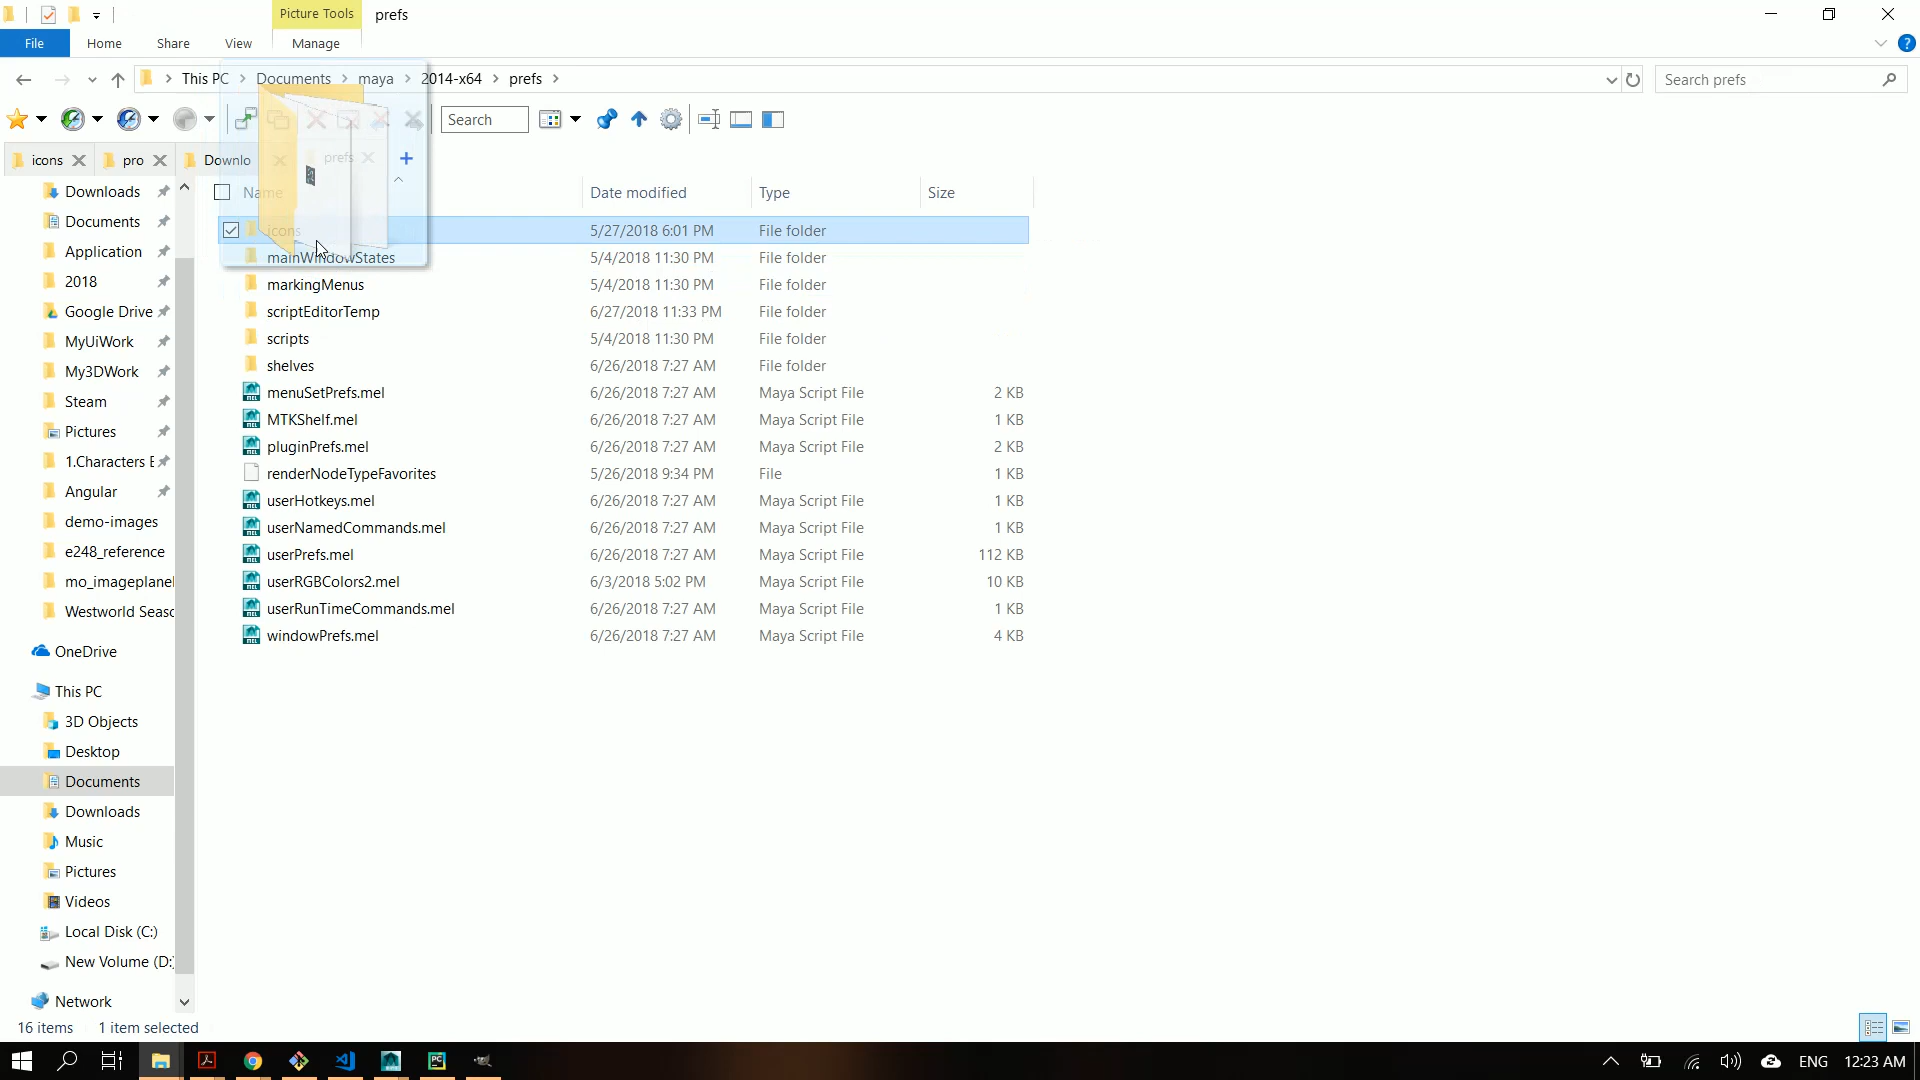 Picture Tools prefs
File Home Share View Manage
This PC Documents maya 2014-x64 prefs Search prefs
Search
icons pro Downlo prefs
Name Date modified Type Size
icons 5/27/2018 6:01 PM File folder
mainWindowStates 5/4/2018 11:30 PM File folder
markingMenus 5/4/2018 11:30 PM File folder
scriptEditorTemp 6/27/2018 11:33 PM File folder
scripts 5/4/2018 11:30 PM File folder
shelves 6/26/2018 7:27 AM File folder
menuSetPrefs.mel 6/26/2018 7:27 AM Maya Script File 2 KB
MTKShelf.mel 6/26/2018 7:27 AM Maya Script File 1 KB
pluginPrefs.mel 6/26/2018 7:27 AM Maya Script File 2 KB
renderNodeTypeFavorites 5/26/2018 9:34 PM File 1 KB
userHotkeys.mel 6/26/2018 7:27 AM Maya Script File 1 KB
userNamedCommands.mel 6/26/2018 7:27 AM Maya Script File 1 KB
userPrefs.mel 6/26/2018 7:27 AM Maya Script File 112 KB
userRGBColors2.mel 6/3/2018 5:02 PM Maya Script File 10 KB
userRunTimeCommands.mel 6/26/2018 7:27 AM Maya Script File 1 KB
windowPrefs.mel 6/26/2018 7:27 AM Maya Script File 4 KB
Downloads
Documents
Application
2018
Google Drive
MyUiWork
My3DWork
Steam
Pictures
1.Characters E
Angular
demo-images
e248_reference
mo_imageplane
Westworld Seaso
OneDrive
This PC
3D Objects
Desktop
Documents
Downloads
Music
Pictures
Videos
Local Disk (C:)
New Volume (D:)
Network
16 items 1 item selected
ENG 12:23 AM